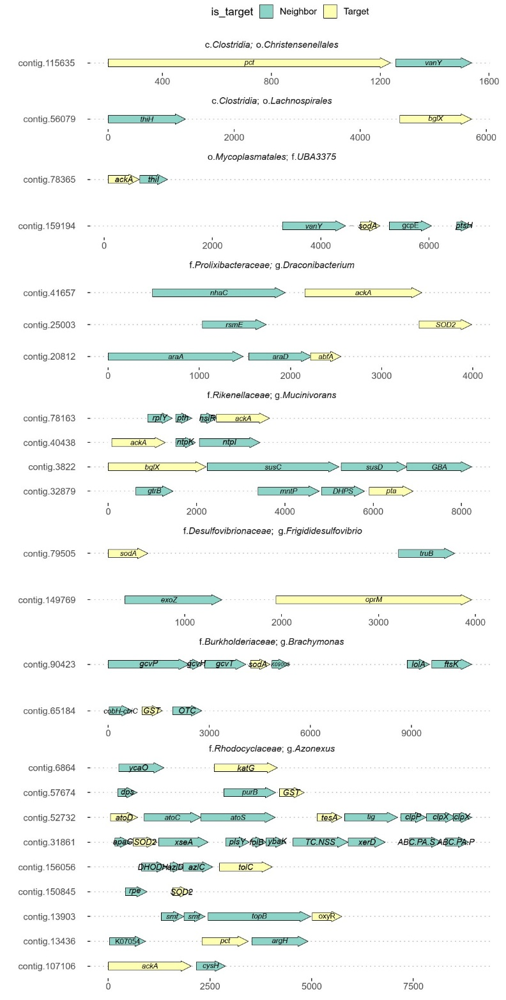 is_target Neighbor Target
c.Clostridia; o.Christensenellales
contig.115635 pct vanY
400 800 1200 1600
c.Clostridia; o.Lachnospirales
contig.56079 thiH bglX
0 2000 4000 6000
o.Mycoplasmatales; f.UBA3375
contig.78365 ackA thiI
contig.159194 vanY sodA gcpE ptsH
0 2000 4000 6000
f.Prolixibacteraceae; g.Draconibacterium
contig.41657 nhaC ackA
contig.25003 rsmE SOD2
contig.20812 araA araD abfA
0 1000 2000 3000 4000
f.Rikenellaceae; g.Mucinivorans
contig.78163 rplY pth hslR ackA
contig.40438 ackA ntpK ntpI
contig.3822 bglX susC susD GBA
contig.32879 gtrB mntP DHPS pta
0 2000 4000 6000 8000
f.Desulfovibrionaceae; g.Frigididesulfovibrio
contig.79505 sodA truB
contig.149769 exoZ oprM
1000 2000 3000 4000
f.Burkholderiaceae; g.Brachymonas
contig.90423 gcvP gcvH gcvT sodA K09005 lolA ftsK
contig.65184 cobH-cbiC GST OTC
0 3000 6000 9000
f.Rhodocyclaceae; g.Azonexus
contig.6864 ycaO katG
contig.57674 dps purB GST
contig.52732 atoD atoC atoS tesA tig clpP clpX clpX
contig.31861 apaG SOD2 xseA plsY folB ybaK TC.NSS xerD ABC.PA.S ABC.PA.P
contig.156056 DHODH azlD azlC tolC
contig.150845 rpe SOD2
contig.13903 smf smf topB oxyR
contig.13436 K07054 pct argH
contig.107106 ackA cysH
0 2500 5000 7500